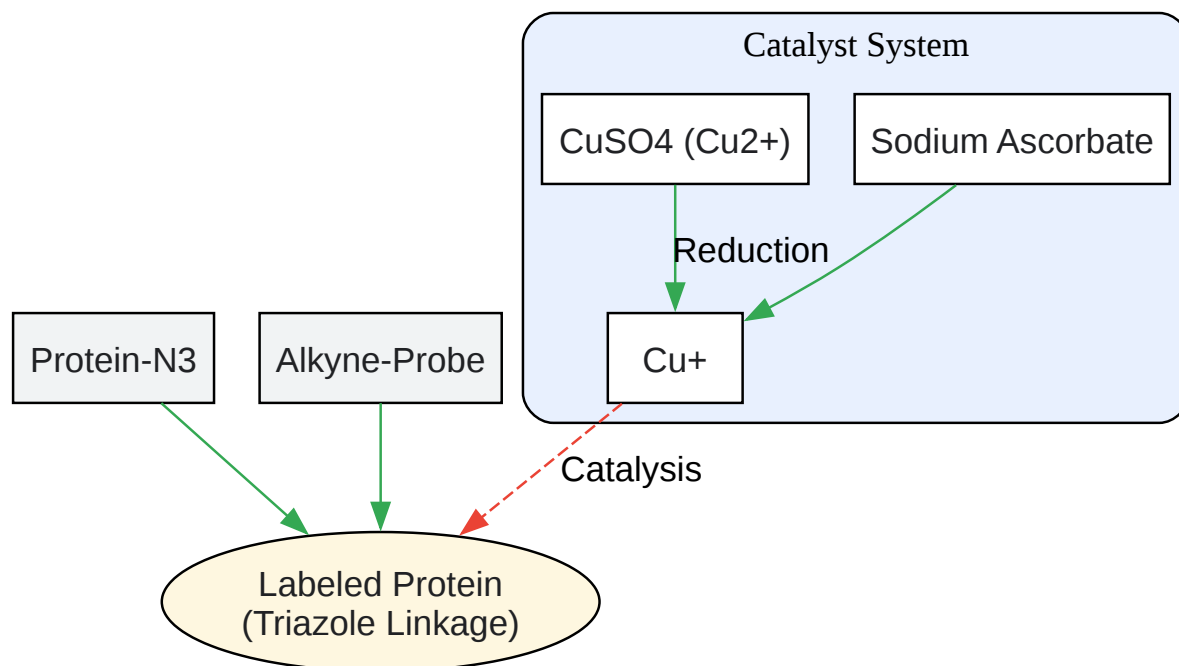 Catalyst System
CuSO4 (Cu2+)
Sodium Ascorbate
Reduction
Protein-N3
Alkyne-Probe
Cu+
Catalysis
Labeled Protein
(Triazole Linkage)